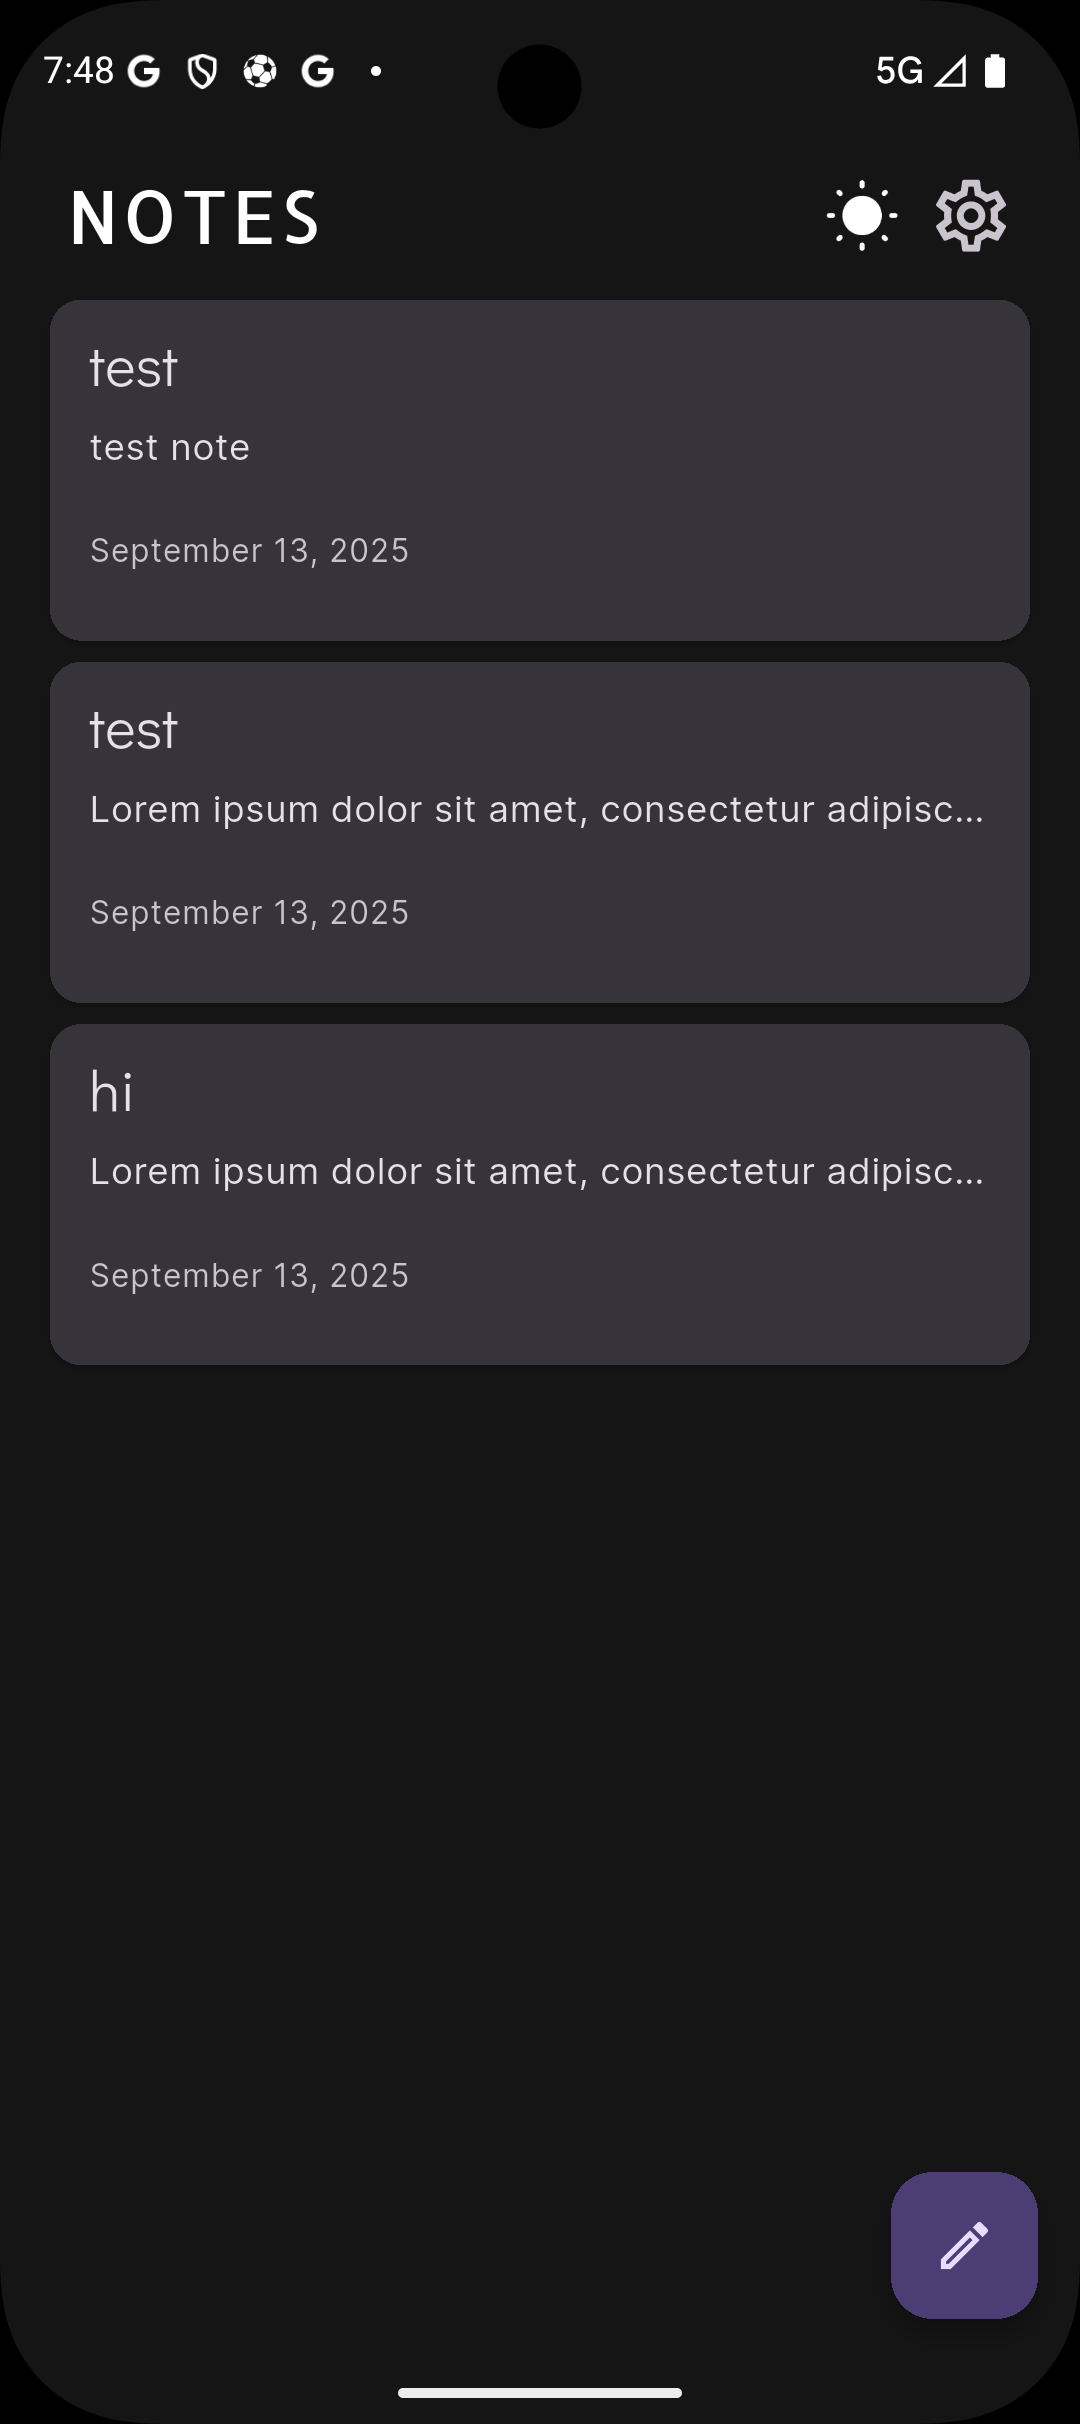 7:48
5G
NOTES
test
test note
September 13, 2025
test
Lorem ipsum dolor sit amet, consectetur adipisc...
September 13, 2025
hi
Lorem ipsum dolor sit amet, consectetur adipisc...
September 13, 2025